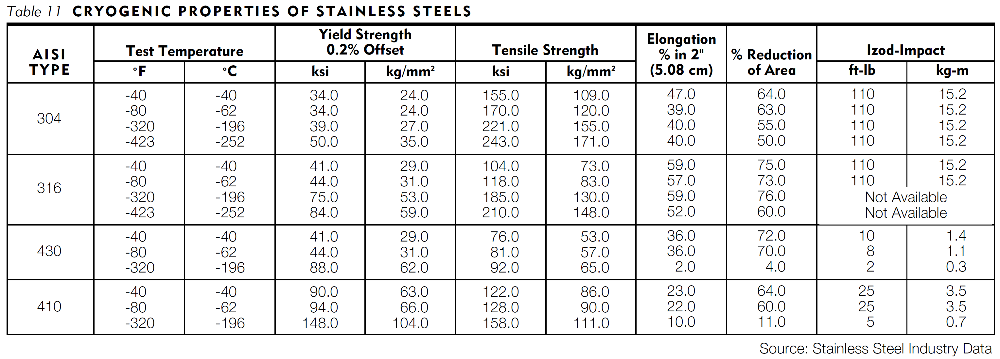 Table 11 CRYOGENIC PROPERTIES OF STAINLESS STEELS
AISI TYPE Test Temperature Yield Strength 0.2% Offset Tensile Strength Elongation % in 2" (5.08 cm) % Reduction of Area Izod-Impact
°F °C ksi kg/mm² ksi kg/mm² ft-lb kg-m
304
-40 -40 34.0 24.0 155.0 109.0 47.0 64.0 110 15.2
-80 -62 34.0 24.0 170.0 120.0 39.0 63.0 110 15.2
-320 -196 39.0 27.0 221.0 155.0 40.0 55.0 110 15.2
-423 -252 50.0 35.0 243.0 171.0 40.0 50.0 110 15.2
316
-40 -40 41.0 29.0 104.0 73.0 59.0 75.0 110 15.2
-80 -62 44.0 31.0 118.0 83.0 57.0 73.0 110 15.2
-320 -196 75.0 53.0 185.0 130.0 59.0 76.0 Not Available
-423 -252 84.0 59.0 210.0 148.0 52.0 60.0 Not Available
430
-40 -40 41.0 29.0 76.0 53.0 36.0 72.0 10 1.4
-80 -62 44.0 31.0 81.0 57.0 36.0 70.0 8 1.1
-320 -196 88.0 62.0 92.0 65.0 2.0 4.0 2 0.3
410
-40 -40 90.0 63.0 122.0 86.0 23.0 64.0 25 3.5
-80 -62 94.0 66.0 128.0 90.0 22.0 60.0 25 3.5
-320 -196 148.0 104.0 158.0 111.0 10.0 11.0 5 0.7
Source: Stainless Steel Industry Data